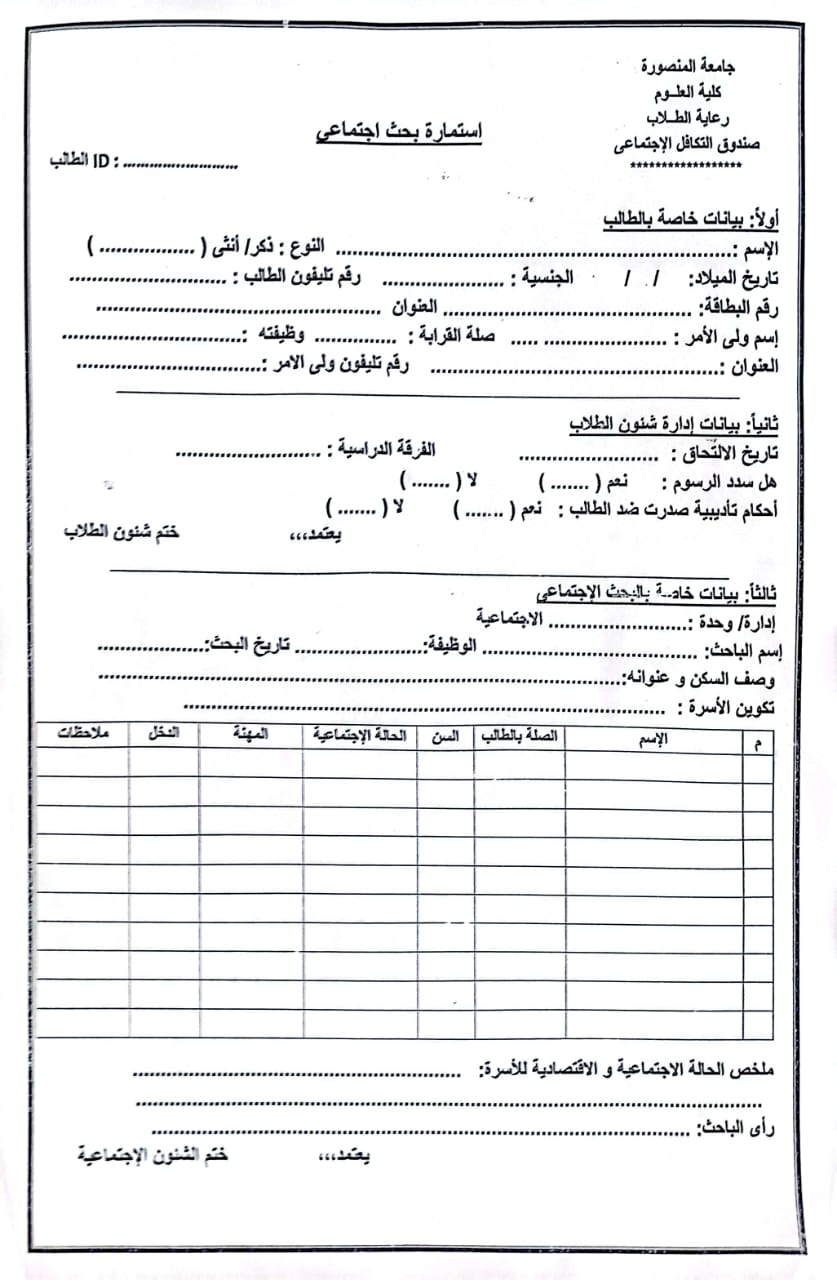 جامعة المنصورة
كلية العلـوم
رعاية الطـلاب
صندوق التكافل الإجتماعى
******************
استمارة بحث اجتماعى
ID الطالب : ..........................
أولاً: بيانات خاصة بالطالب
الإسم :................................................................ النوع : ذكر/ أنثى ( ................. )
تاريخ الميلاد: / / الجنسية : ...................... رقم تليفون الطالب : ............................
رقم البطاقة: ............................................. العنوان ....................................................
إسم ولى الأمر : ...................... ..... صلة القرابة : ............... وظيفته :................................
العنوان :.................................................... رقم تليفون ولى الامر :.................................
ثانياً: بيانات إدارة شئون الطلاب
تاريخ الالتحاق : ......................... الفرقة الدراسية : ..........................
هل سدد الرسوم : نعم ( ....... ) لا ( ....... )
أحكام تأديبية صدرت ضد الطالب : نعم ( ....... ) لا ( ....... )
يعتمد،،، ختم شئون الطلاب
ثالثاً: بيانات خاصة بالبحث الإجتماعى
إدارة/ وحدة :......................... الاجتماعية
إسم الباحث: ....................................... الوظيفة:....................... تاريخ البحث:...................
وصف السكن و عنوانه:...............................................................................................
تكوين الأسرة : .......................................................................................
م الإسم الصلة بالطالب السن الحالة الإجتماعية المهنة الدخل ملاحظات
ملخص الحالة الاجتماعية و الاقتصادية للأسرة: ...........................................................
.................................................................................................................
رأى الباحث: .................................................................................................
يعتمد،،، ختم الشئون الإجتماعية